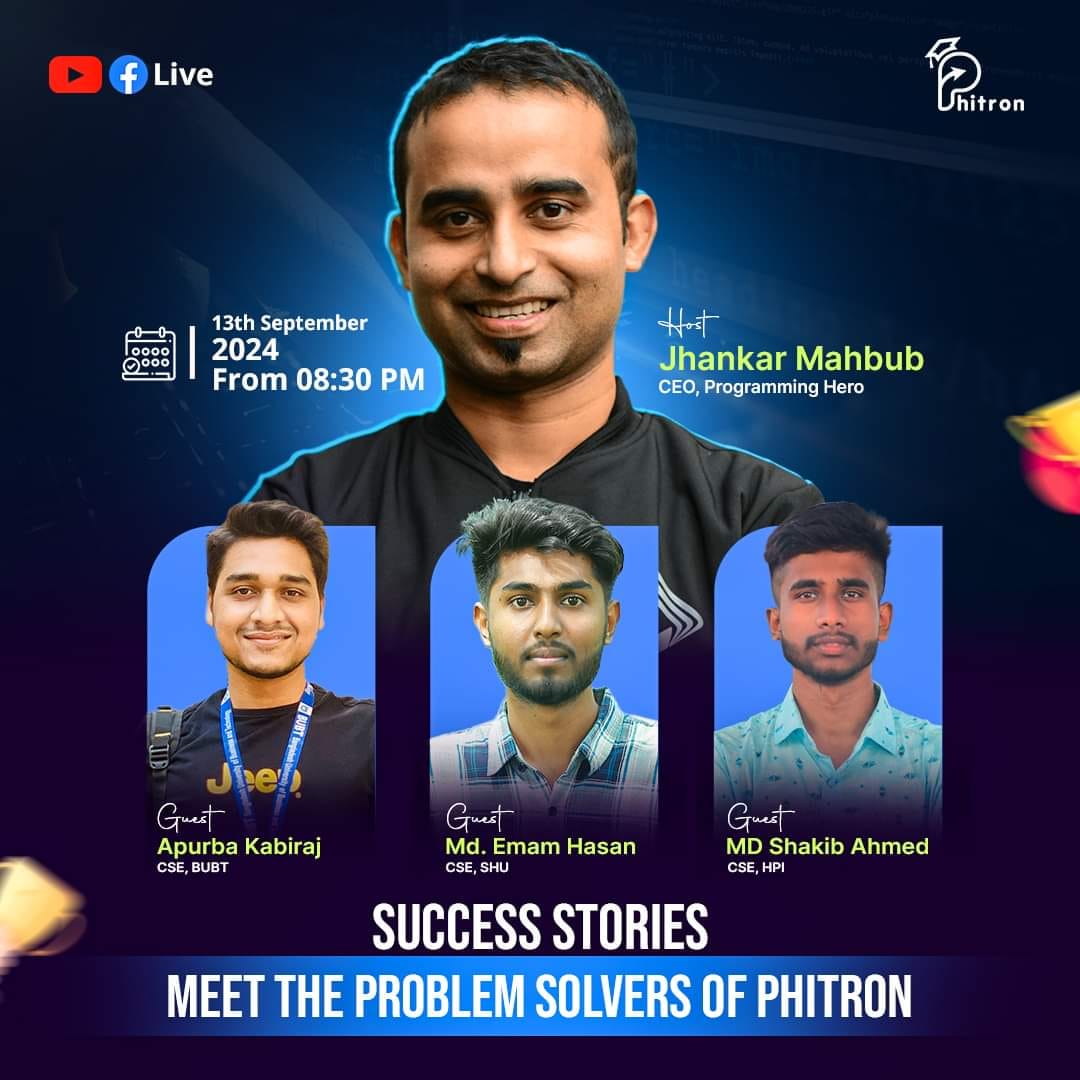 Live
Phitron
13th September
2024
From 08:30 PM
Host
Jhankar Mahbub
CEO, Programming Hero
BUBT
Jeep
Guest
Apurba Kabiraj
CSE, BUBT
Guest
Md. Emam Hasan
CSE, SHU
Guest
MD Shakib Ahmed
CSE, HPI
SUCCESS STORIES
MEET THE PROBLEM SOLVERS OF PHITRON